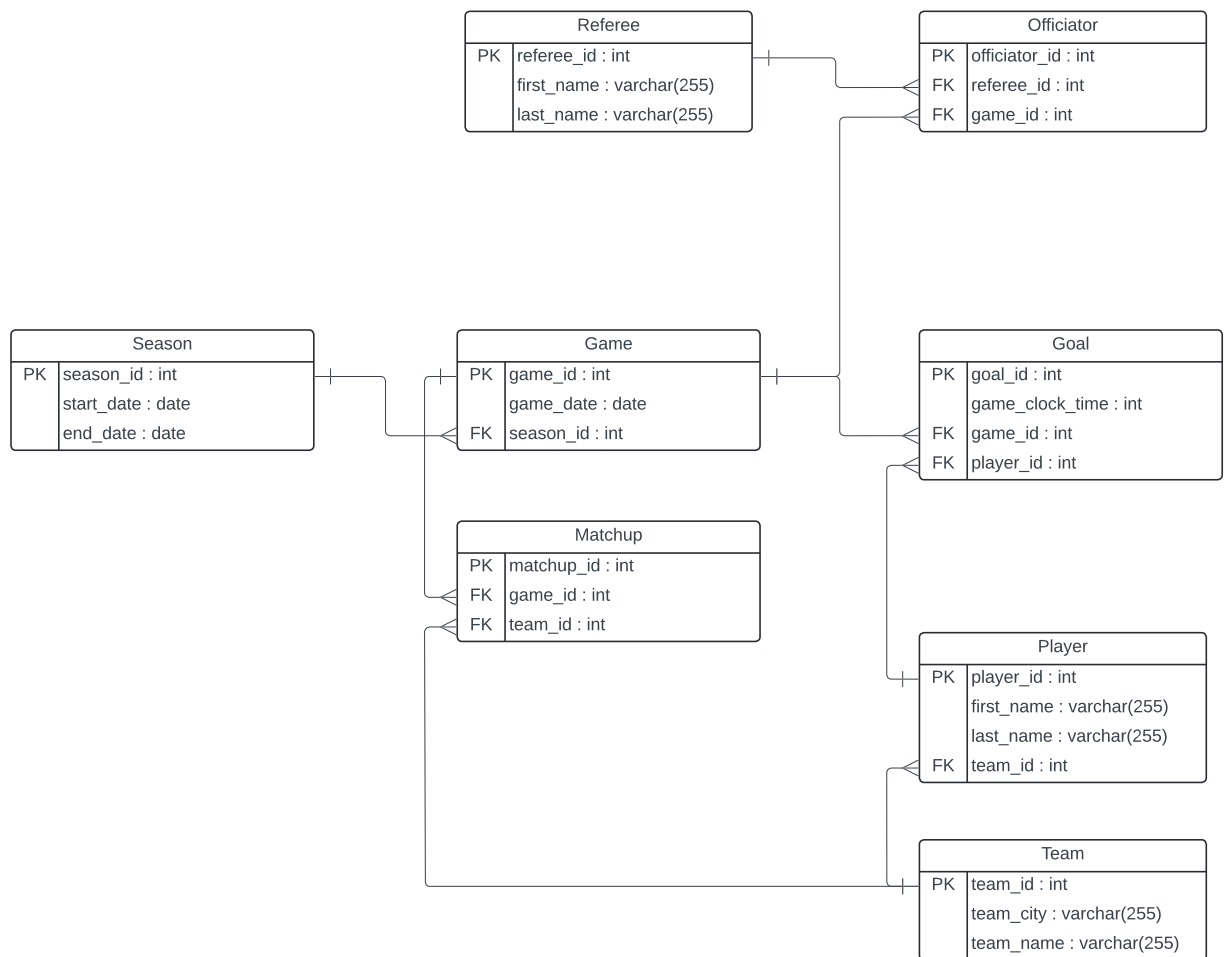 Referee
PK referee_id : int
first_name : varchar(255)
last_name : varchar(255)
Officiator
PK officiator_id : int
FK referee_id : int
FK game_id : int
Season
PK season_id : int
start_date : date
end_date : date
Game
PK game_id : int
game_date : date
FK season_id : int
Goal
PK goal_id : int
game_clock_time : int
FK game_id : int
FK player_id : int
Matchup
PK matchup_id : int
FK game_id : int
FK team_id : int
Player
PK player_id : int
first_name : varchar(255)
last_name : varchar(255)
FK team_id : int
Team
PK team_id : int
team_city : varchar(255)
team_name : varchar(255)